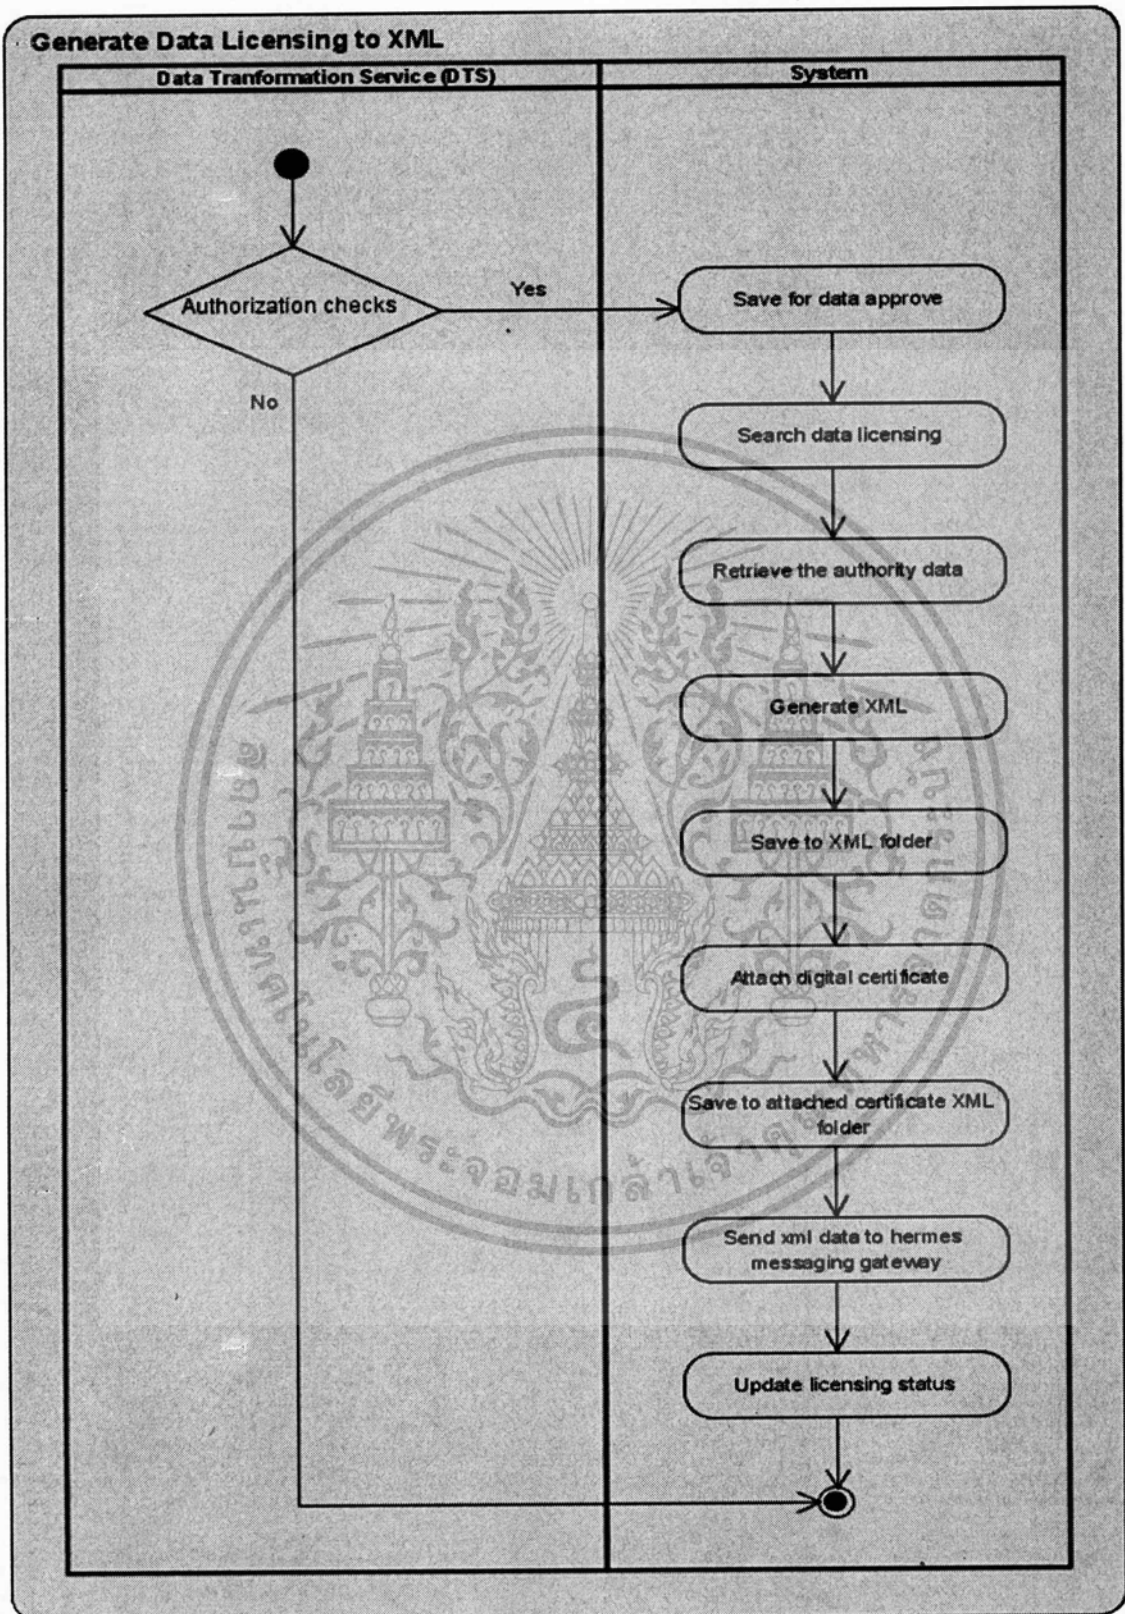 Generate Data Licensing to XML
Data Tranformation Service (DTS)
System
Authorization checks
Yes
No
Save for data approve
Search data licensing
Retrieve the authority data
Generate XML
Save to XML folder
Attach digital certificate
Save to attached certificate XML
folder
Send xml data to hermes
messaging gateway
Update licensing status